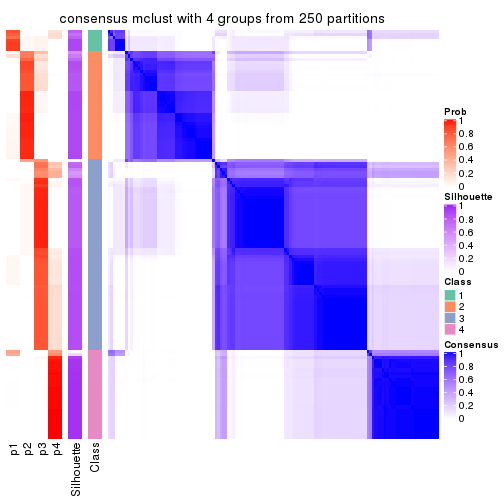 consensus mclust with 4 groups from 250 partitions
Prob
1
0.8
0.6
0.4
0.2
0
Silhouette
1
0.8
0.6
0.4
0.2
0
Class
1
2
3
4
Consensus
1
0.8
0.6
0.4
0.2
0
p1
p2
p3
p4
Silhouette
Class